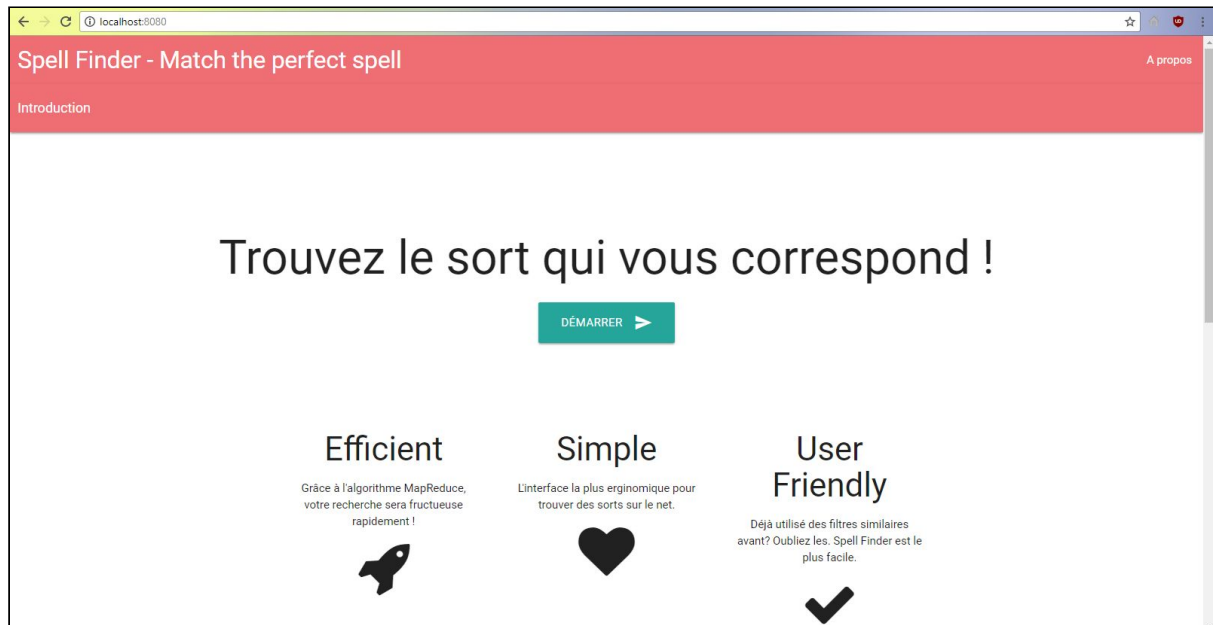 localhost:8080
Spell Finder - Match the perfect spell
A propos
Introduction
Trouvez le sort qui vous correspond !
DÉMARRER
Efficient
Grâce à l'algorithme MapReduce,
votre recherche sera fructueuse
rapidement !
Simple
L'interface la plus erginomique pour
trouver des sorts sur le net.
User
Friendly
Déjà utilisé des filtres similaires
avant? Oubliez les. Spell Finder est le
plus facile.